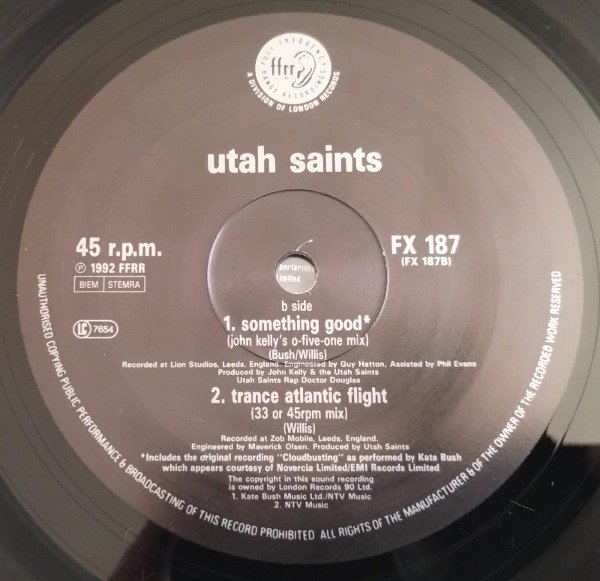 FULL FREQUENCY
ffrr
RANGE RECORDINGS
A DIVISION OF LONDON RECORDS
utah saints
45 r.p.m.
℗ 1992 FFRR
BIEM STEMRA
LC 7654
FX 187
(FX 187B)
b side
1. something good*
(john kelly's o-five-one mix)
(Bush/Willis)
Recorded at Lion Studios, Leeds, England. Engineered by Guy Hatton, Assisted by Phil Evans
Produced by John Kelly & the Utah Saints
Utah Saints Rap Doctor Douglas
2. trance atlantic flight
(33 or 45rpm mix)
(Willis)
Recorded at Zob Mobile, Leeds, England.
Engineered by Maverick Olsen. Produced by Utah Saints
*Includes the original recording "Cloudbusting" as performed by Kate Bush
which appears courtesy of Novercia Limited/EMI Records Limited
The copyright in this sound recording
is owned by London Records 90 Ltd.
1. Kate Bush Music Ltd./NTV Music
2. NTV Music
UNAUTHORISED COPYING PUBLIC PERFORMANCE & BROADCASTING OF THIS RECORD PROHIBITED ALL RIGHTS OF THE MANUFACTURER & OF THE OWNER OF THE RECORDED WORK RESERVED